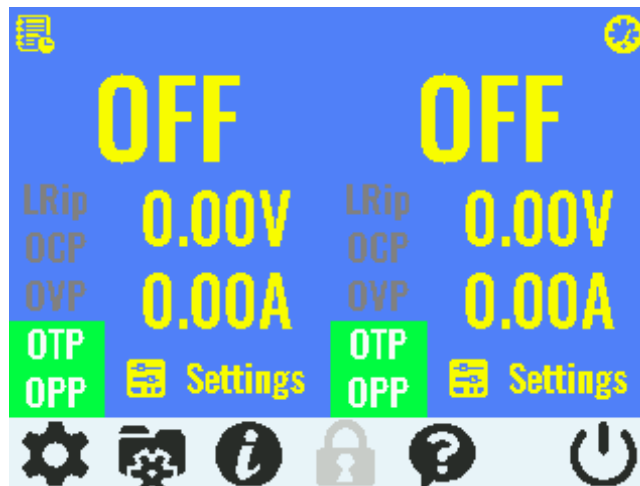 OFF OFF
LRip 0.00V LRip 0.00V
OCP OCP
OVP 0.00A OVP 0.00A
OTP OTP
OPP Settings OPP Settings